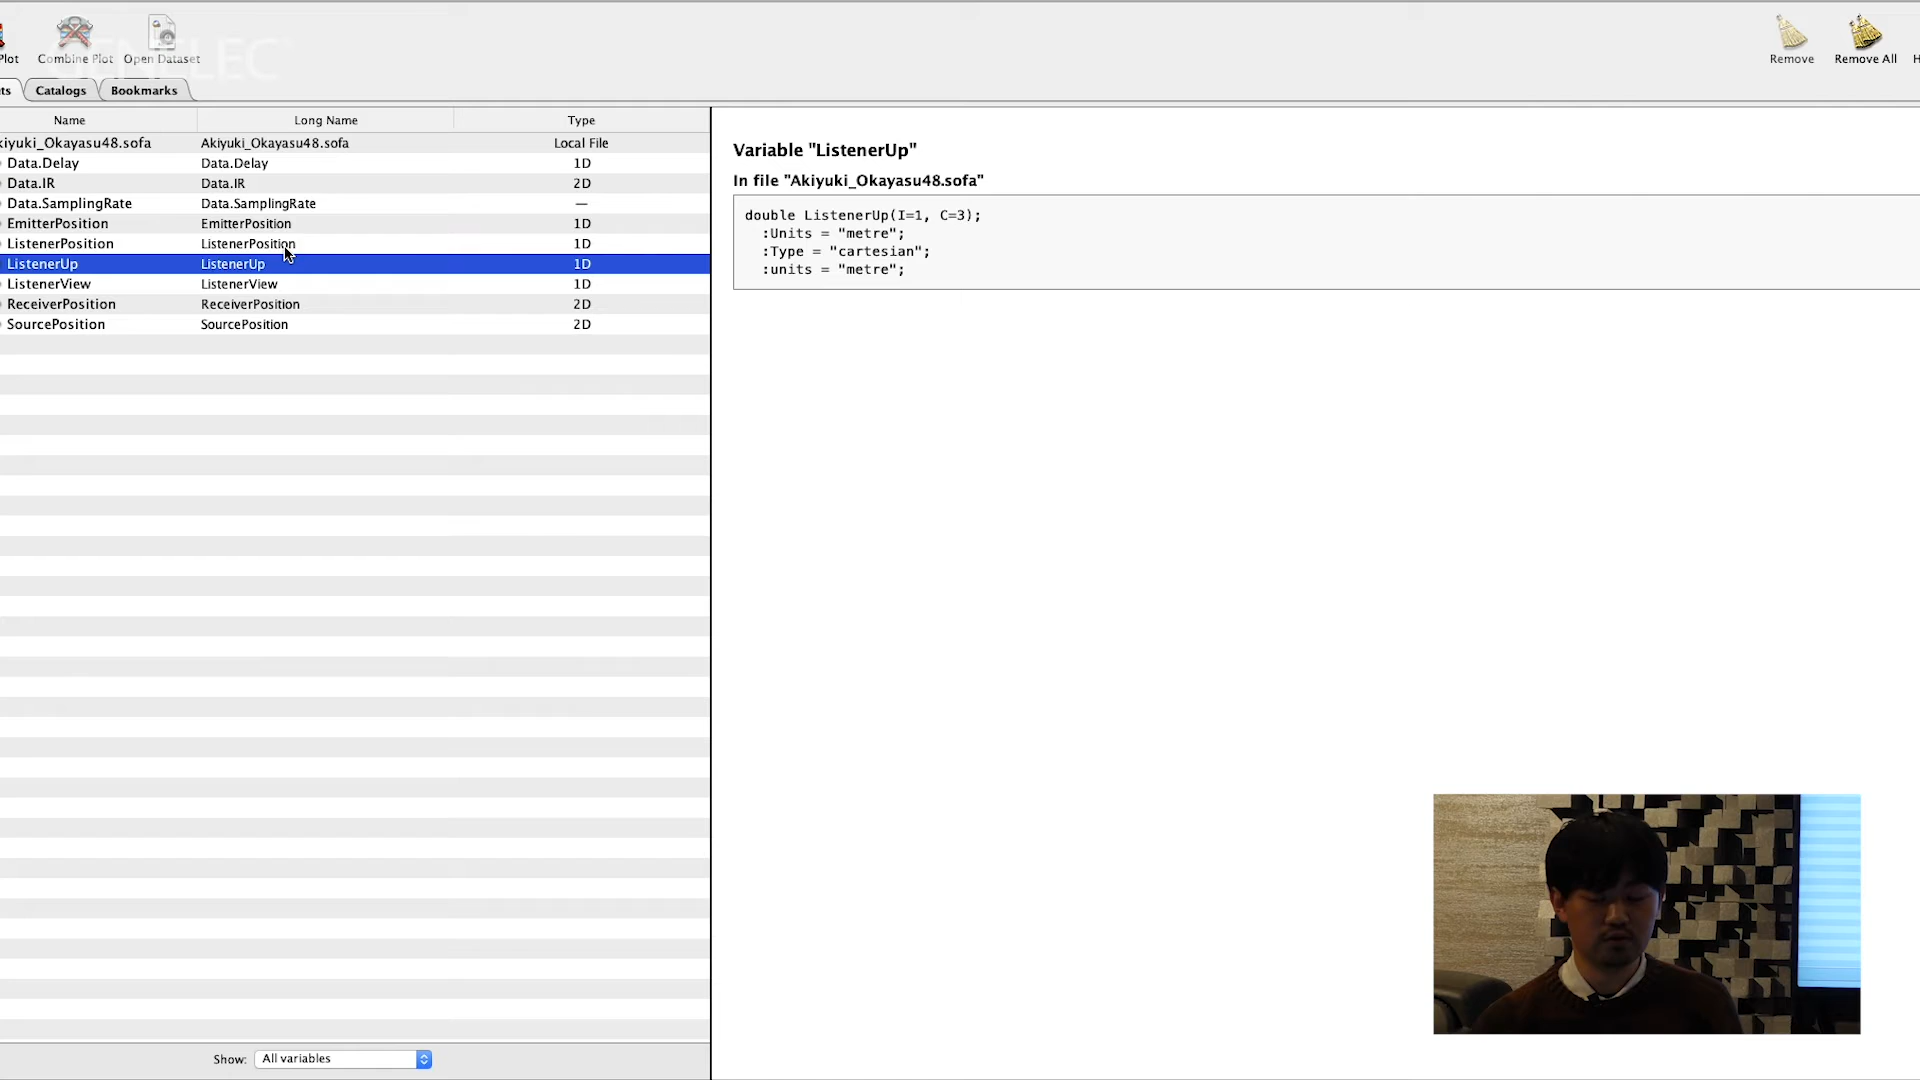 Plot
Combine Plot
Open Dataset
GENELEC
Remove
Remove All
H
ts
Catalogs
Bookmarks
Name Long Name Type
kiyuki_Okayasu48.sofa Akiyuki_Okayasu48.sofa Local File
Data.Delay Data.Delay 1D
Data.IR Data.IR 2D
Data.SamplingRate Data.SamplingRate —
EmitterPosition EmitterPosition 1D
ListenerPosition ListenerPosition 1D
ListenerUp ListenerUp 1D
ListenerView ListenerView 1D
ReceiverPosition ReceiverPosition 2D
SourcePosition SourcePosition 2D
Show: All variables
Variable "ListenerUp"
In file "Akiyuki_Okayasu48.sofa"
double ListenerUp(I=1, C=3);
:Units = "metre";
:Type = "cartesian";
:units = "metre";